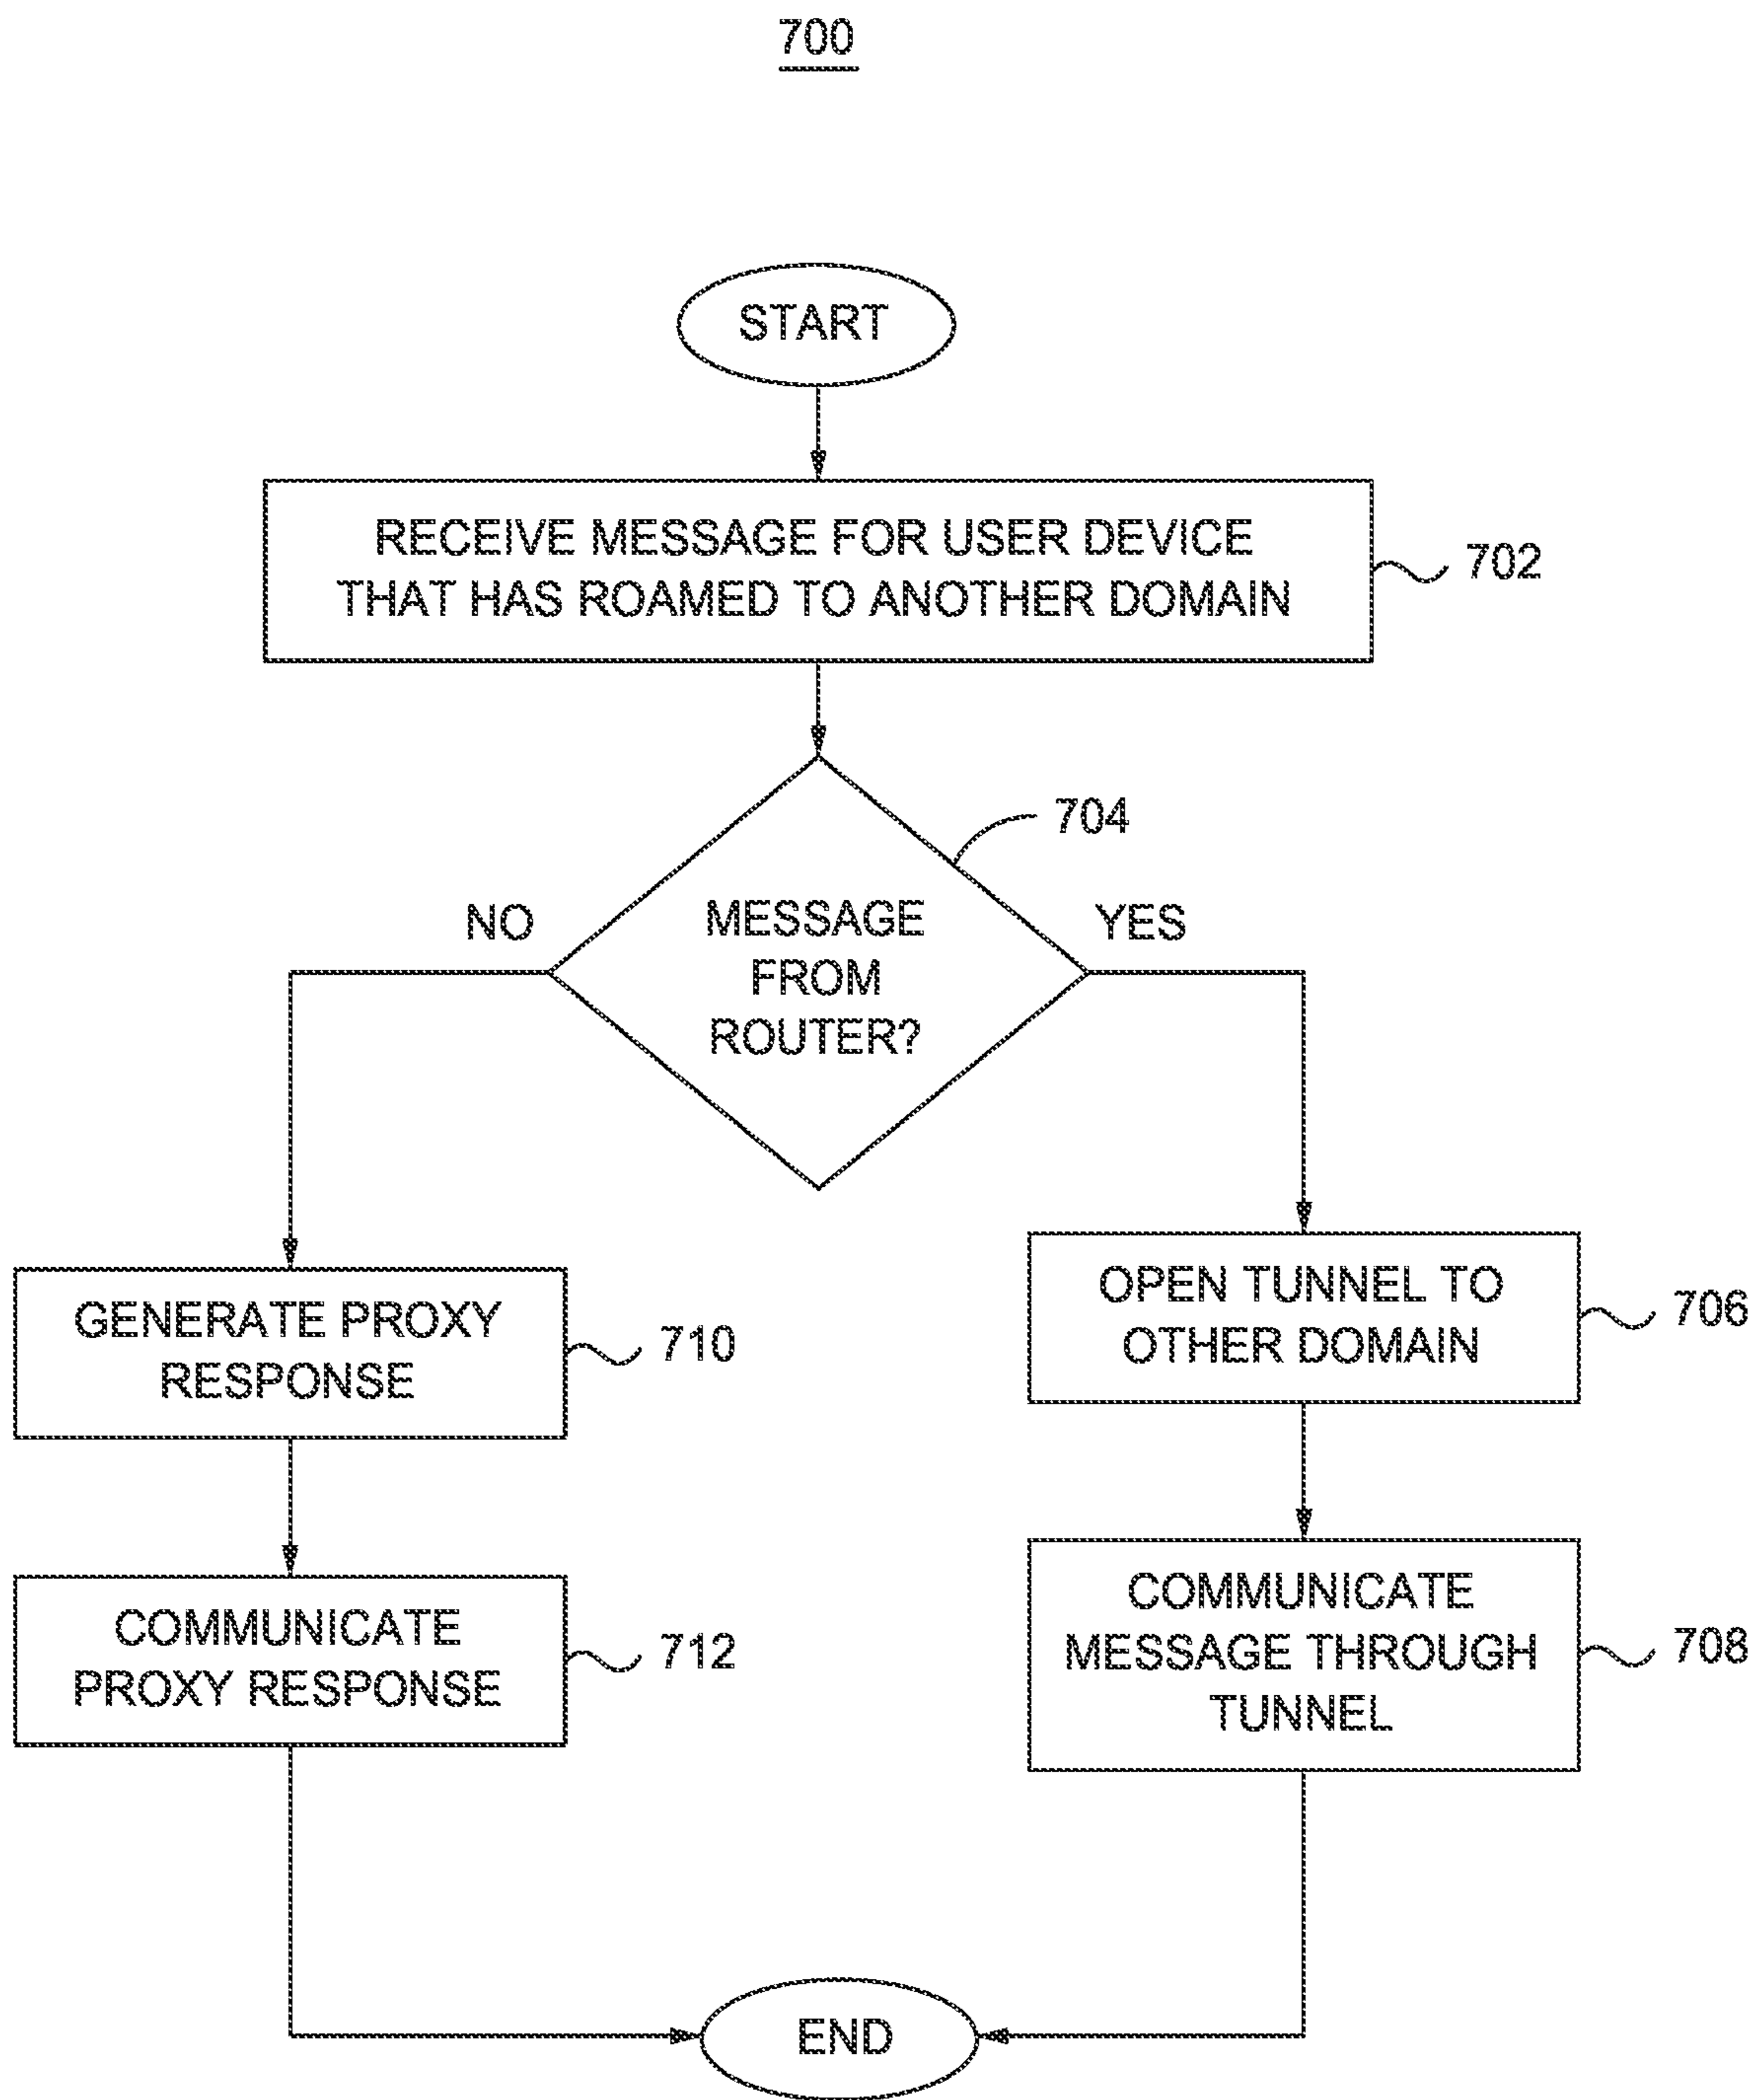 700
START
RECEIVE MESSAGE FOR USER DEVICE
THAT HAS ROAMED TO ANOTHER DOMAIN
702
704
NO
MESSAGE
FROM
ROUTER?
YES
GENERATE PROXY
RESPONSE
710
OPEN TUNNEL TO
OTHER DOMAIN
706
COMMUNICATE
PROXY RESPONSE
712
COMMUNICATE
MESSAGE THROUGH
TUNNEL
708
END